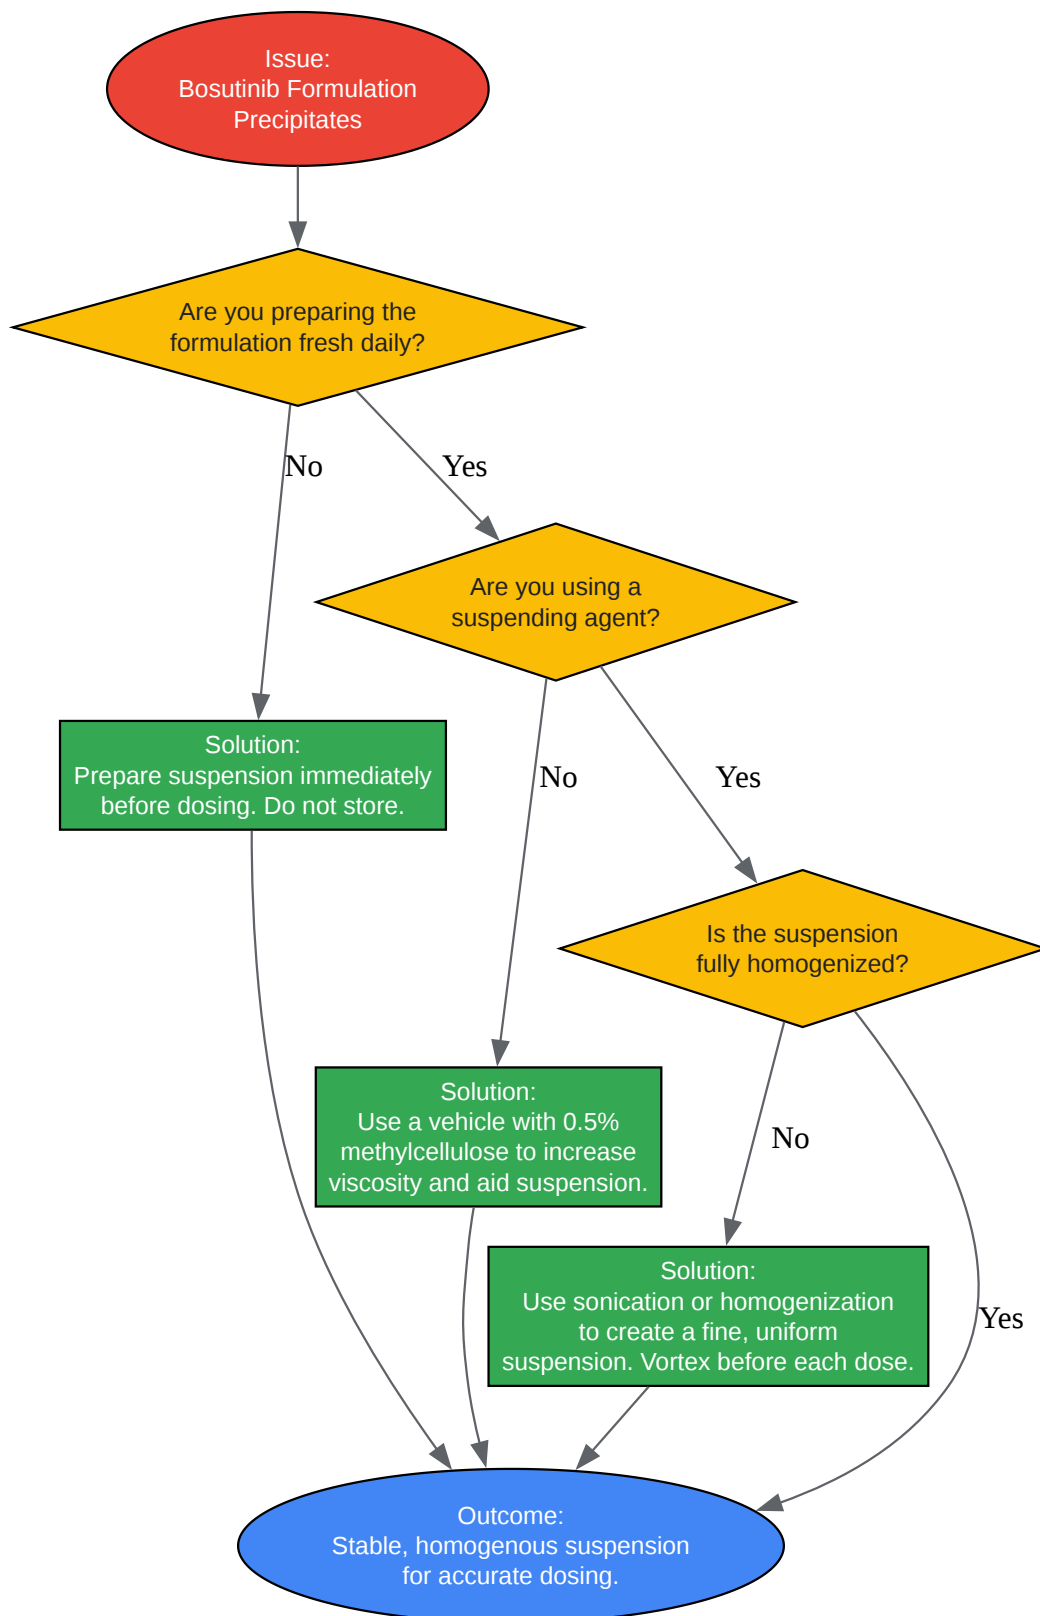 Issue:
Bosutinib Formulation
Precipitates
Are you preparing the
formulation fresh daily?
No
Yes
Are you using a
suspending agent?
Solution:
Prepare suspension immediately
before dosing. Do not store.
No
Yes
Is the suspension
fully homogenized?
Solution:
Use a vehicle with 0.5%
methylcellulose to increase
viscosity and aid suspension.
No
Yes
Solution:
Use sonication or homogenization
to create a fine, uniform
suspension. Vortex before each dose.
Outcome:
Stable, homogenous suspension
for accurate dosing.